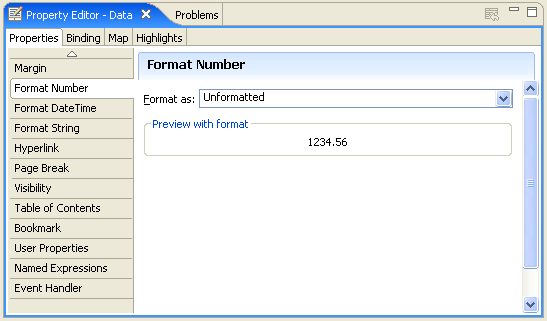 Property Editor - Data Problems
Properties Binding Map Highlights
Margin
Format Number
Format DateTime
Format String
Hyperlink
Page Break
Visibility
Table of Contents
Bookmark
User Properties
Named Expressions
Event Handler
Format Number
Format as: Unformatted
Preview with format
1234.56